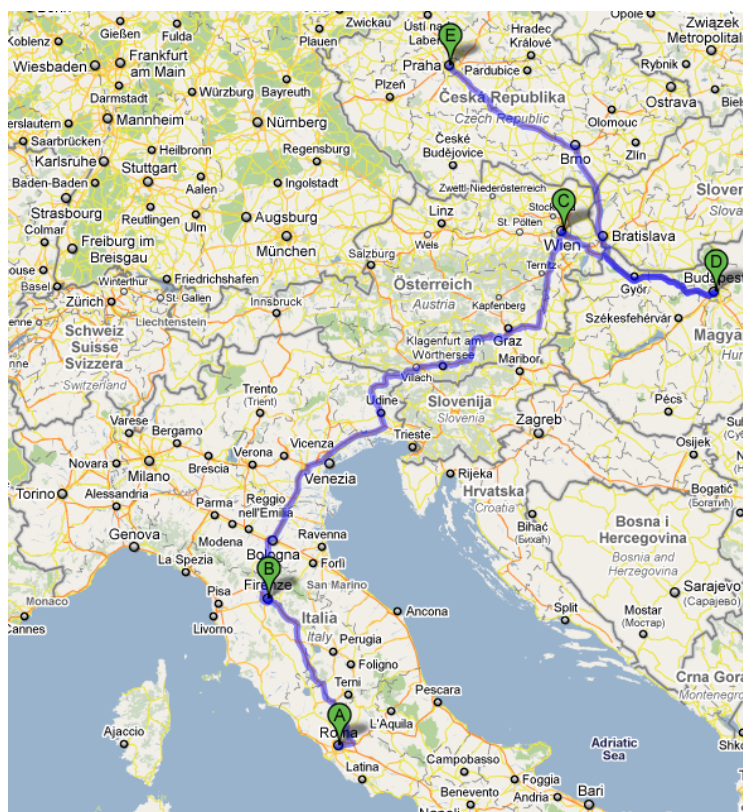 Zwickau
Ústí nad
Labem
Opole
Związek
Metropolitalny
Koblenz
Gießen
Fulda
Plauen
E
Hradec
Králové
Praha
Wiesbaden
Frankfurt
am Main
Bayreuth
Pardubice
Rybnik
Plzeň
Darmstadt
Würzburg
Česká Republika
Czech Republic
Ostrava
Mannheim
Nürnberg
Olomouc
Saarbrücken
České
Budějovice
Brno
Zlín
Karlsruhe
Heilbronn
Regensburg
Baden-Baden
Stuttgart
Aalen
Ingolstadt
Zwettl-Niederösterreich
Strasbourg
Reutlingen
Ulm
Augsburg
Linz
C
St. Pölten
Colmar
Freiburg im
Breisgau
München
Wels
Wien
Bratislava
Salzburg
Ternitz
D
Budapest
Basel
Winterthur
Friedrichshafen
Zürich
St. Gallen
Österreich
Austria
Győr
Innsbruck
Kapfenberg
Székesfehérvár
Liechtenstein
Schweiz
Suisse
Svizzera
Switzerland
Klagenfurt am
Wörthersee
Graz
Villach
Maribor
Trento
(Trient)
Udine
Slovenija
Slovenia
Pécs
Varese
Bergamo
Vicenza
Trieste
Zagreb
Milano
Verona
Novara
Brescia
Venezia
Osijek
Torino
Alessandria
Rijeka
Hrvatska
Croatia
Bogatić
(Богатић)
Parma
Reggio
nell'Emilia
Bihać
(Бихаћ)
Bosna i
Hercegovina
Bosnia and
Herzegovina
Genova
Modena
Ravenna
Bologna
Forlì
La Spezia
B
Firenze
San Marino
Sarajevo
(Сарајево)
Monaco
Pisa
Italia
Italy
Ancona
Split
Mostar
(Мостар)
Cannes
Livorno
Perugia
Foligno
Terni
Pescara
A
Roma
L'Aquila
Ajaccio
Adriatic
Sea
Latina
Campobasso
Foggia
Benevento
Andria
Bari